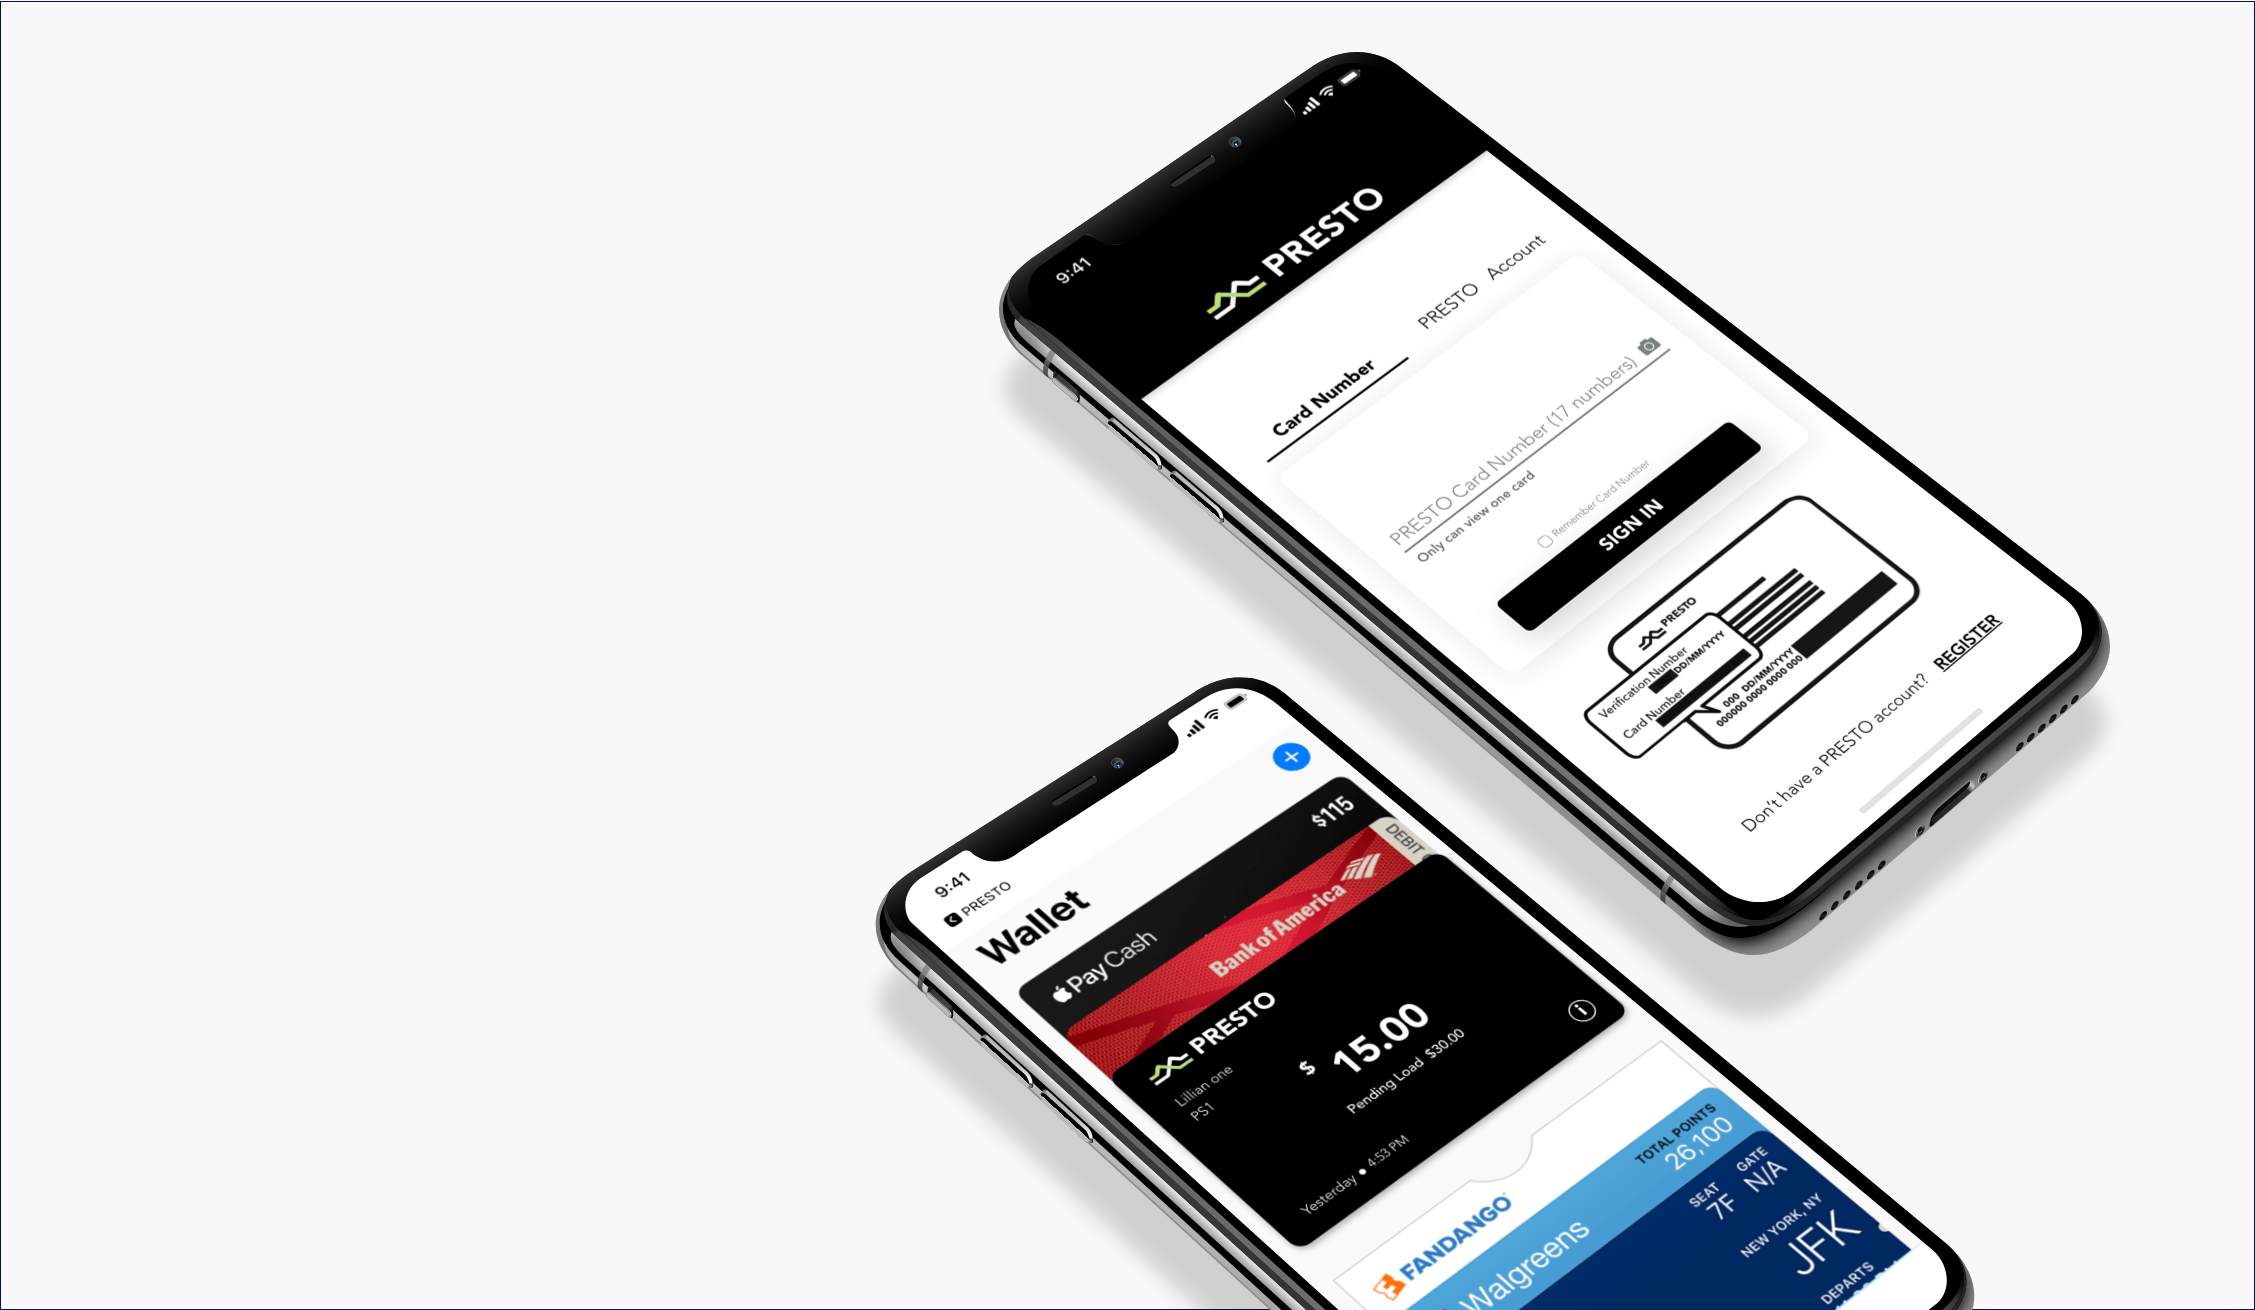 9:41
PRESTO
Card Number
PRESTO Account
PRESTO Card Number (17 numbers)
Only can view one card
Remember Card Number
SIGN IN
PRESTO
Verification Number
DD/MM/YYYY
Card Number
000 DD/MM/YYYY
000000 0000 0000 000
Don't have a PRESTO account? REGISTER
9:41
PRESTO
Wallet
Pay Cash
$115
Bank of America
DEBIT
PRESTO
Lillian one
PS1
$ 15.00
Pending Load $30.00
Yesterday • 4:53 PM
FANDANGO
Walgreens
TOTAL POINTS
26,100
SEAT
7F
GATE
N/A
NEW YORK, NY
JFK
DEPARTS